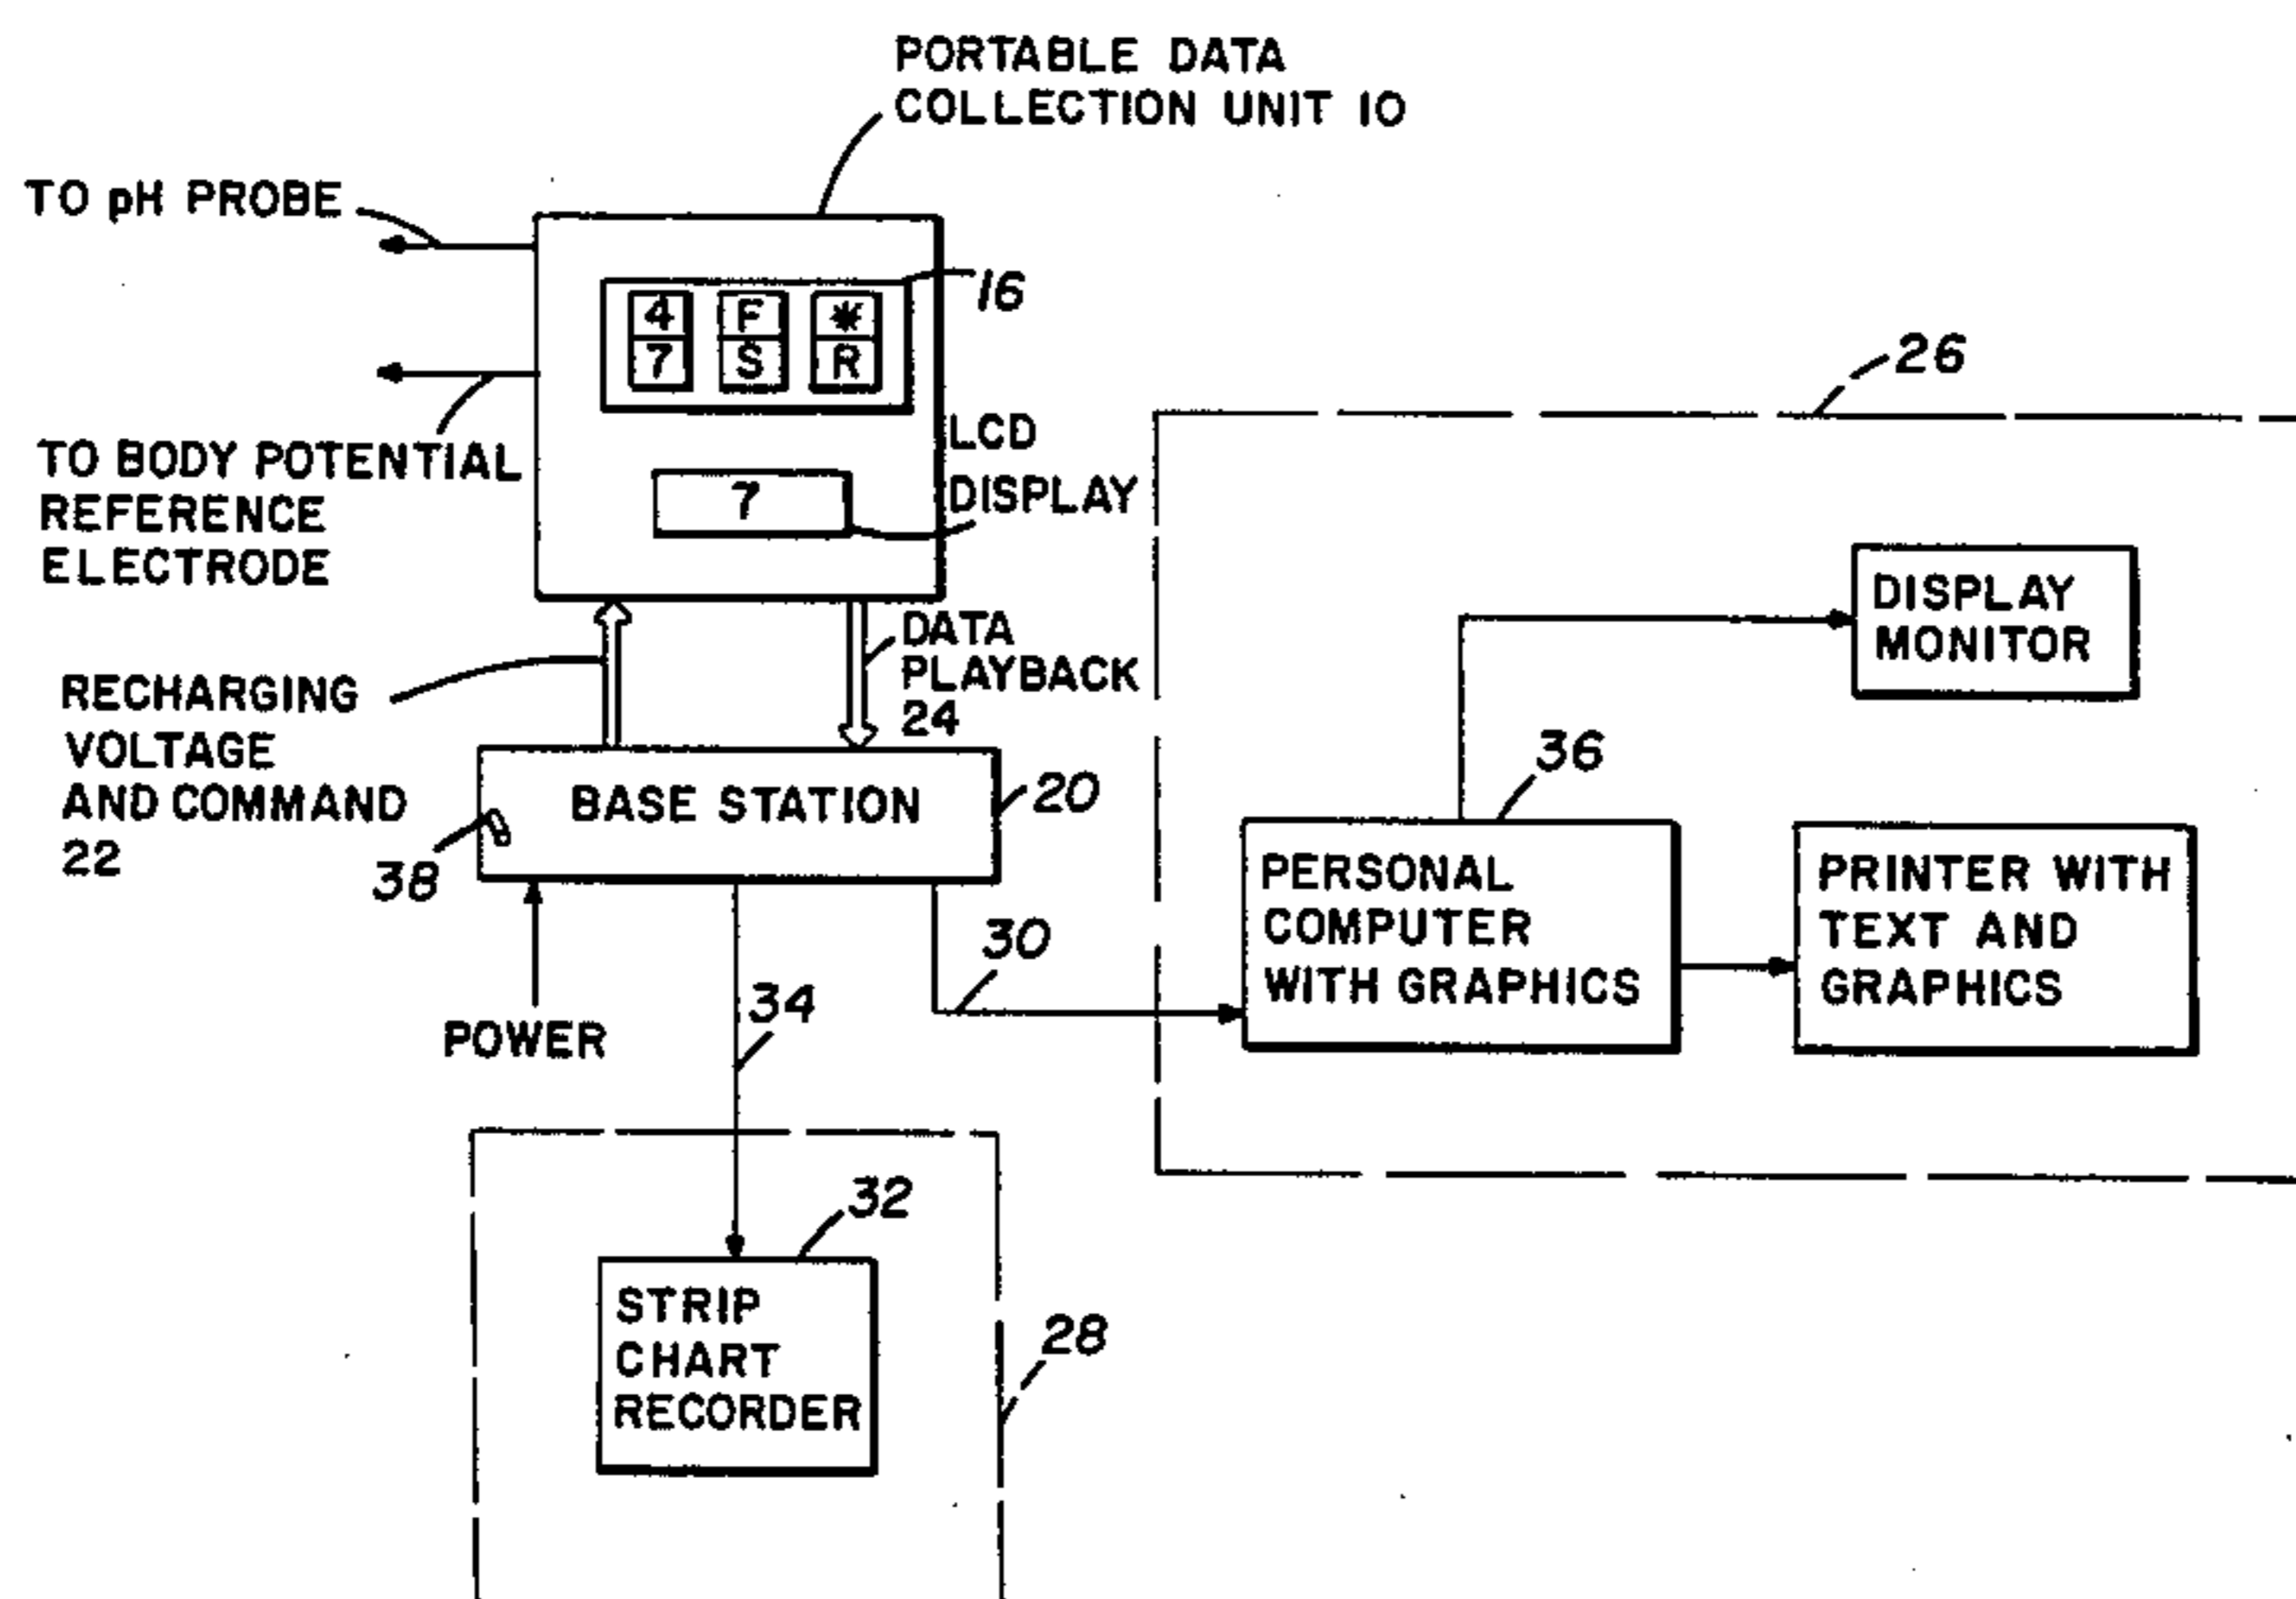 PORTABLE DATA
COLLECTION UNIT 10
TO pH PROBE
16
4 F *
7 S R
TO BODY POTENTIAL
REFERENCE
ELECTRODE
LCD
DISPLAY
7
26
DISPLAY
MONITOR
RECHARGING
VOLTAGE
AND COMMAND
22
DATA
PLAYBACK
24
BASE STATION
20
38
36
PERSONAL
COMPUTER
WITH GRAPHICS
PRINTER WITH
TEXT AND
GRAPHICS
30
POWER
34
32
STRIP
CHART
RECORDER
28